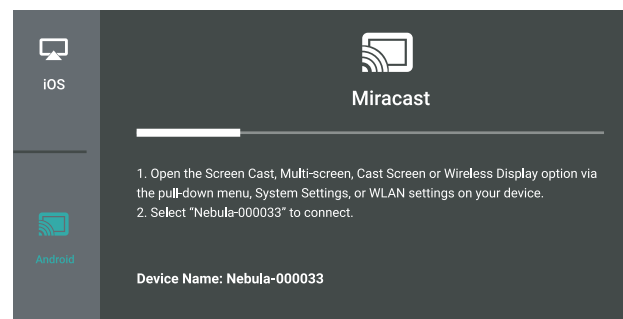 iOS
Android
Miracast
1. Open the Screen Cast, Multi-screen, Cast Screen or Wireless Display option via
the pull-down menu, System Settings, or WLAN settings on your device.
2. Select “Nebula-000033” to connect.
Device Name: Nebula-000033